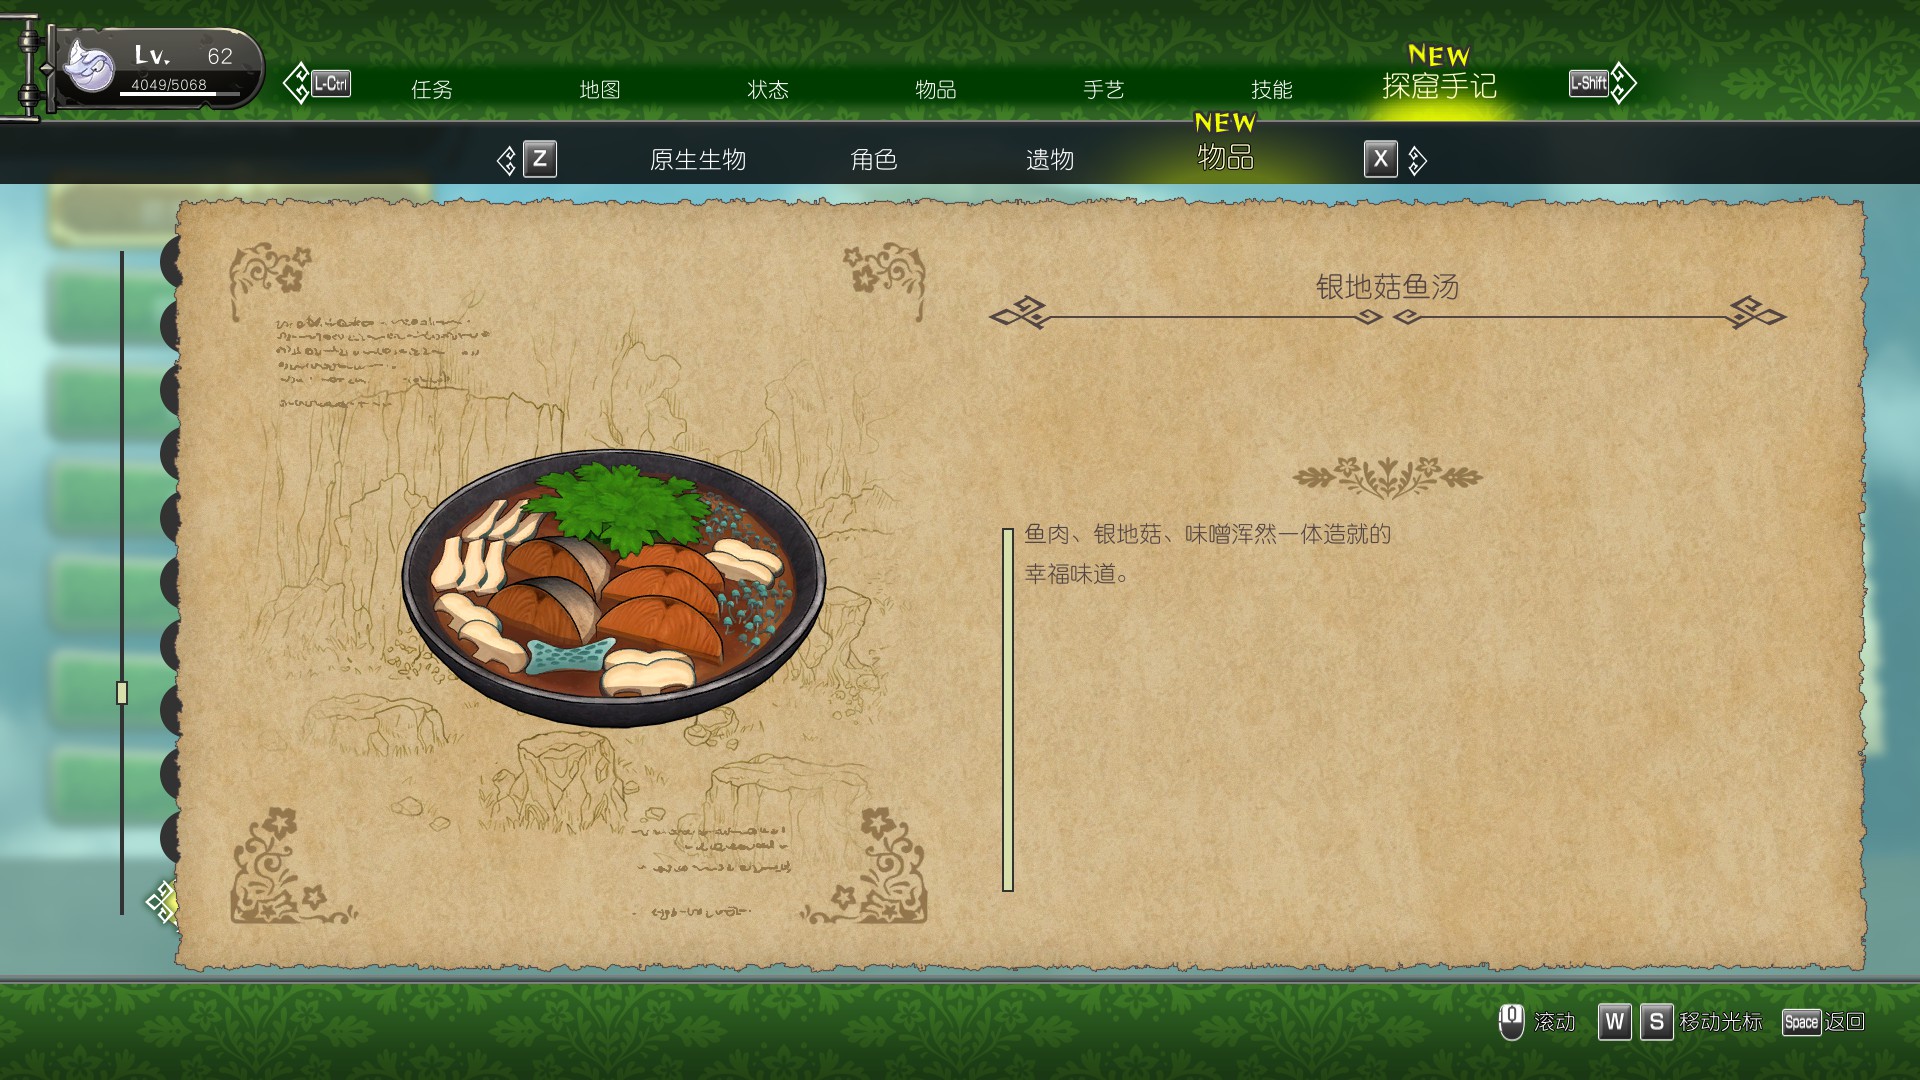 Lv. 62
4049/5068
L-Ctrl
任务
地图
状态
物品
手艺
技能
NEW
探窟手记
L-Shift
Z
原生生物
角色
遗物
NEW
物品
X
银地菇鱼汤
鱼肉、银地菇、味噌浑然一体造就的
幸福味道。
滚动
W S 移动光标
Space 返回